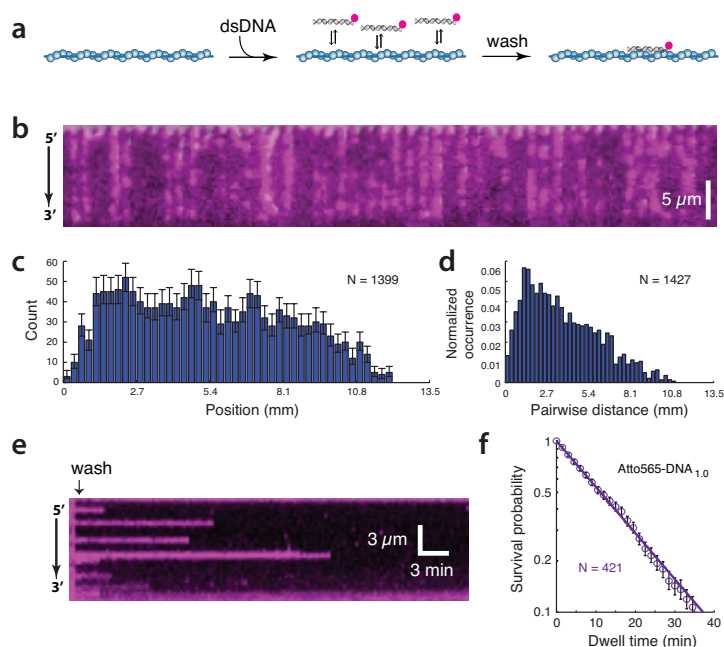 a
dsDNA
wash
b
5′
3′
5 µm
c
60
50
40
30
20
10
0
Count
N = 1399
0
2.7
5.4
8.1
10.8
13.5
Position (mm)
d
0.06
0.05
0.04
0.03
0.02
0.01
0
Normalized
occurrence
N = 1427
0
2.7
5.4
8.1
10.8
13.5
Pairwise distance (mm)
e
wash
5′
3′
3 µm
3 min
f
1
0.5
0.2
0.1
Survival probability
Atto565-DNA1.0
N = 421
0
10
20
30
40
Dwell time (min)